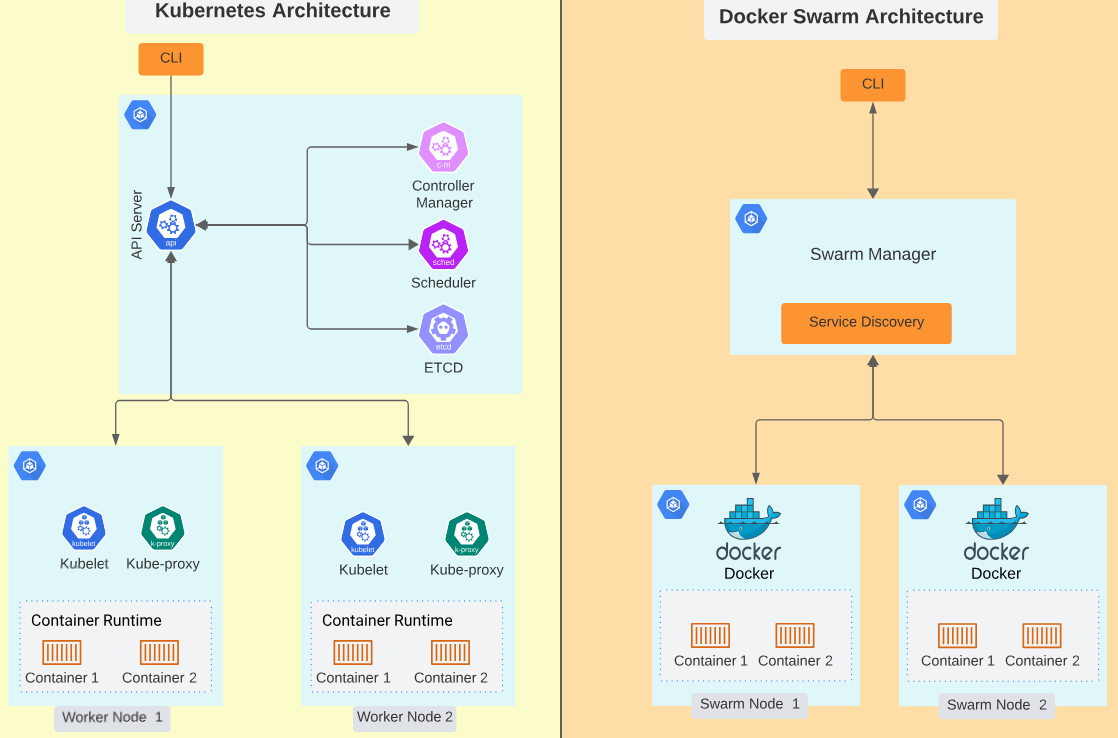 Kubernetes Architecture
CLI
API Server
api
c-m
Controller
Manager
sched
Scheduler
etcd
ETCD
kubelet
Kubelet
k-proxy
Kube-proxy
Container Runtime
Container 1
Container 2
Worker Node 1
kubelet
Kubelet
k-proxy
Kube-proxy
Container Runtime
Container 1
Container 2
Worker Node 2
Docker Swarm Architecture
CLI
Swarm Manager
Service Discovery
docker
Docker
Container 1
Container 2
Swarm Node 1
docker
Docker
Container 1
Container 2
Swarm Node 2